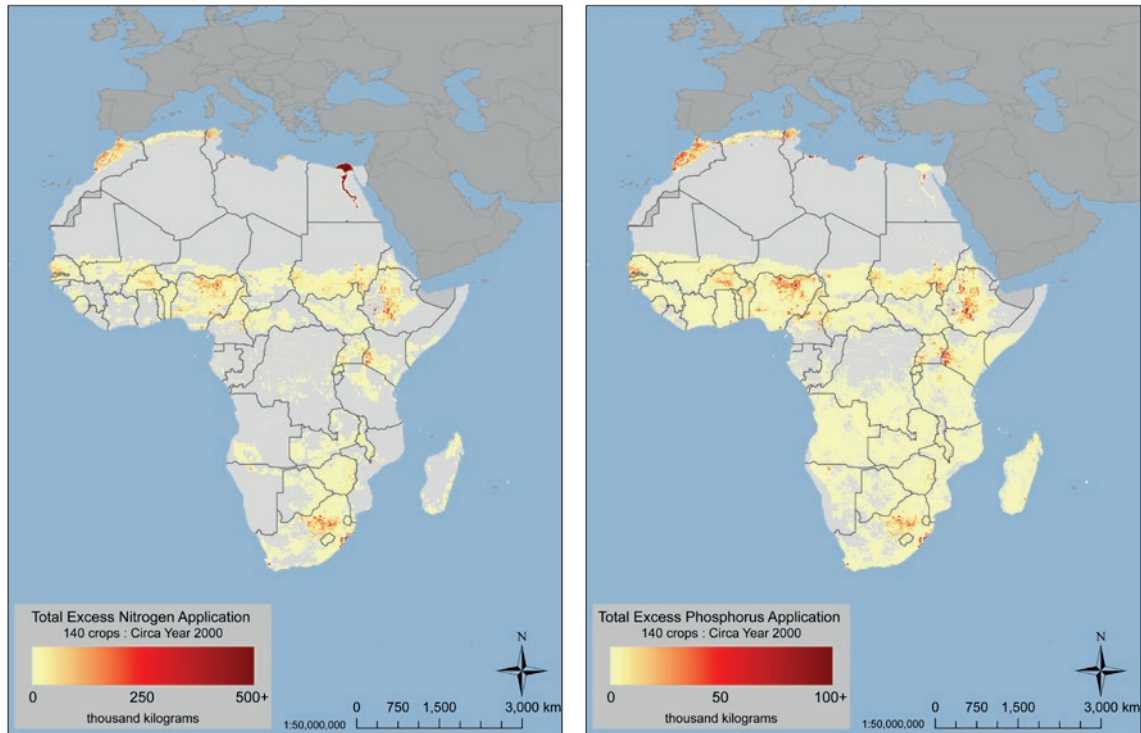 Total Excess Nitrogen Application
140 crops : Circa Year 2000
0 250 500+
thousand kilograms
N
0 750 1,500 3,000 km
1:50,000,000
Total Excess Phosphorus Application
140 crops : Circa Year 2000
0 50 100+
thousand kilograms
N
0 750 1,500 3,000 km
1:50,000,000